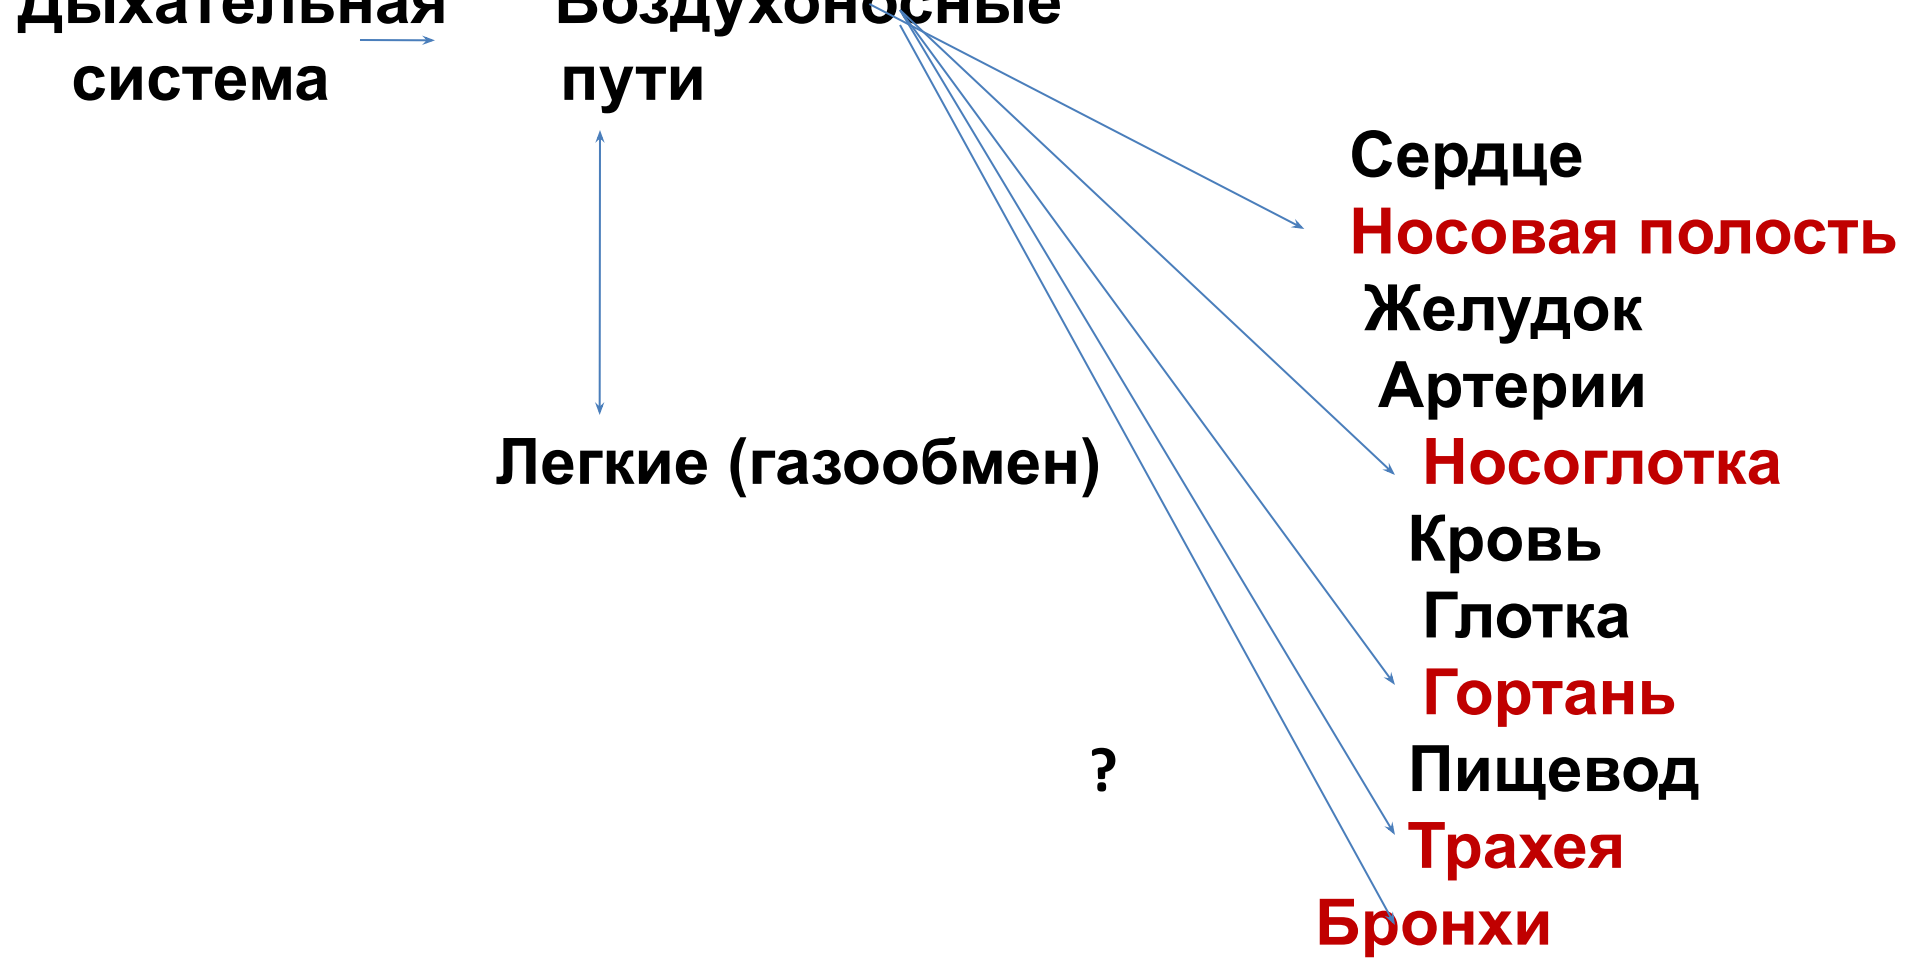 Дыхательная Воздухоносные
система пути
Сердце
Носовая полость
Желудок
Артерии
Легкие (газообмен) Носоглотка
Кровь
Глотка
Гортань
? Пищевод
Трахея
Бронхи